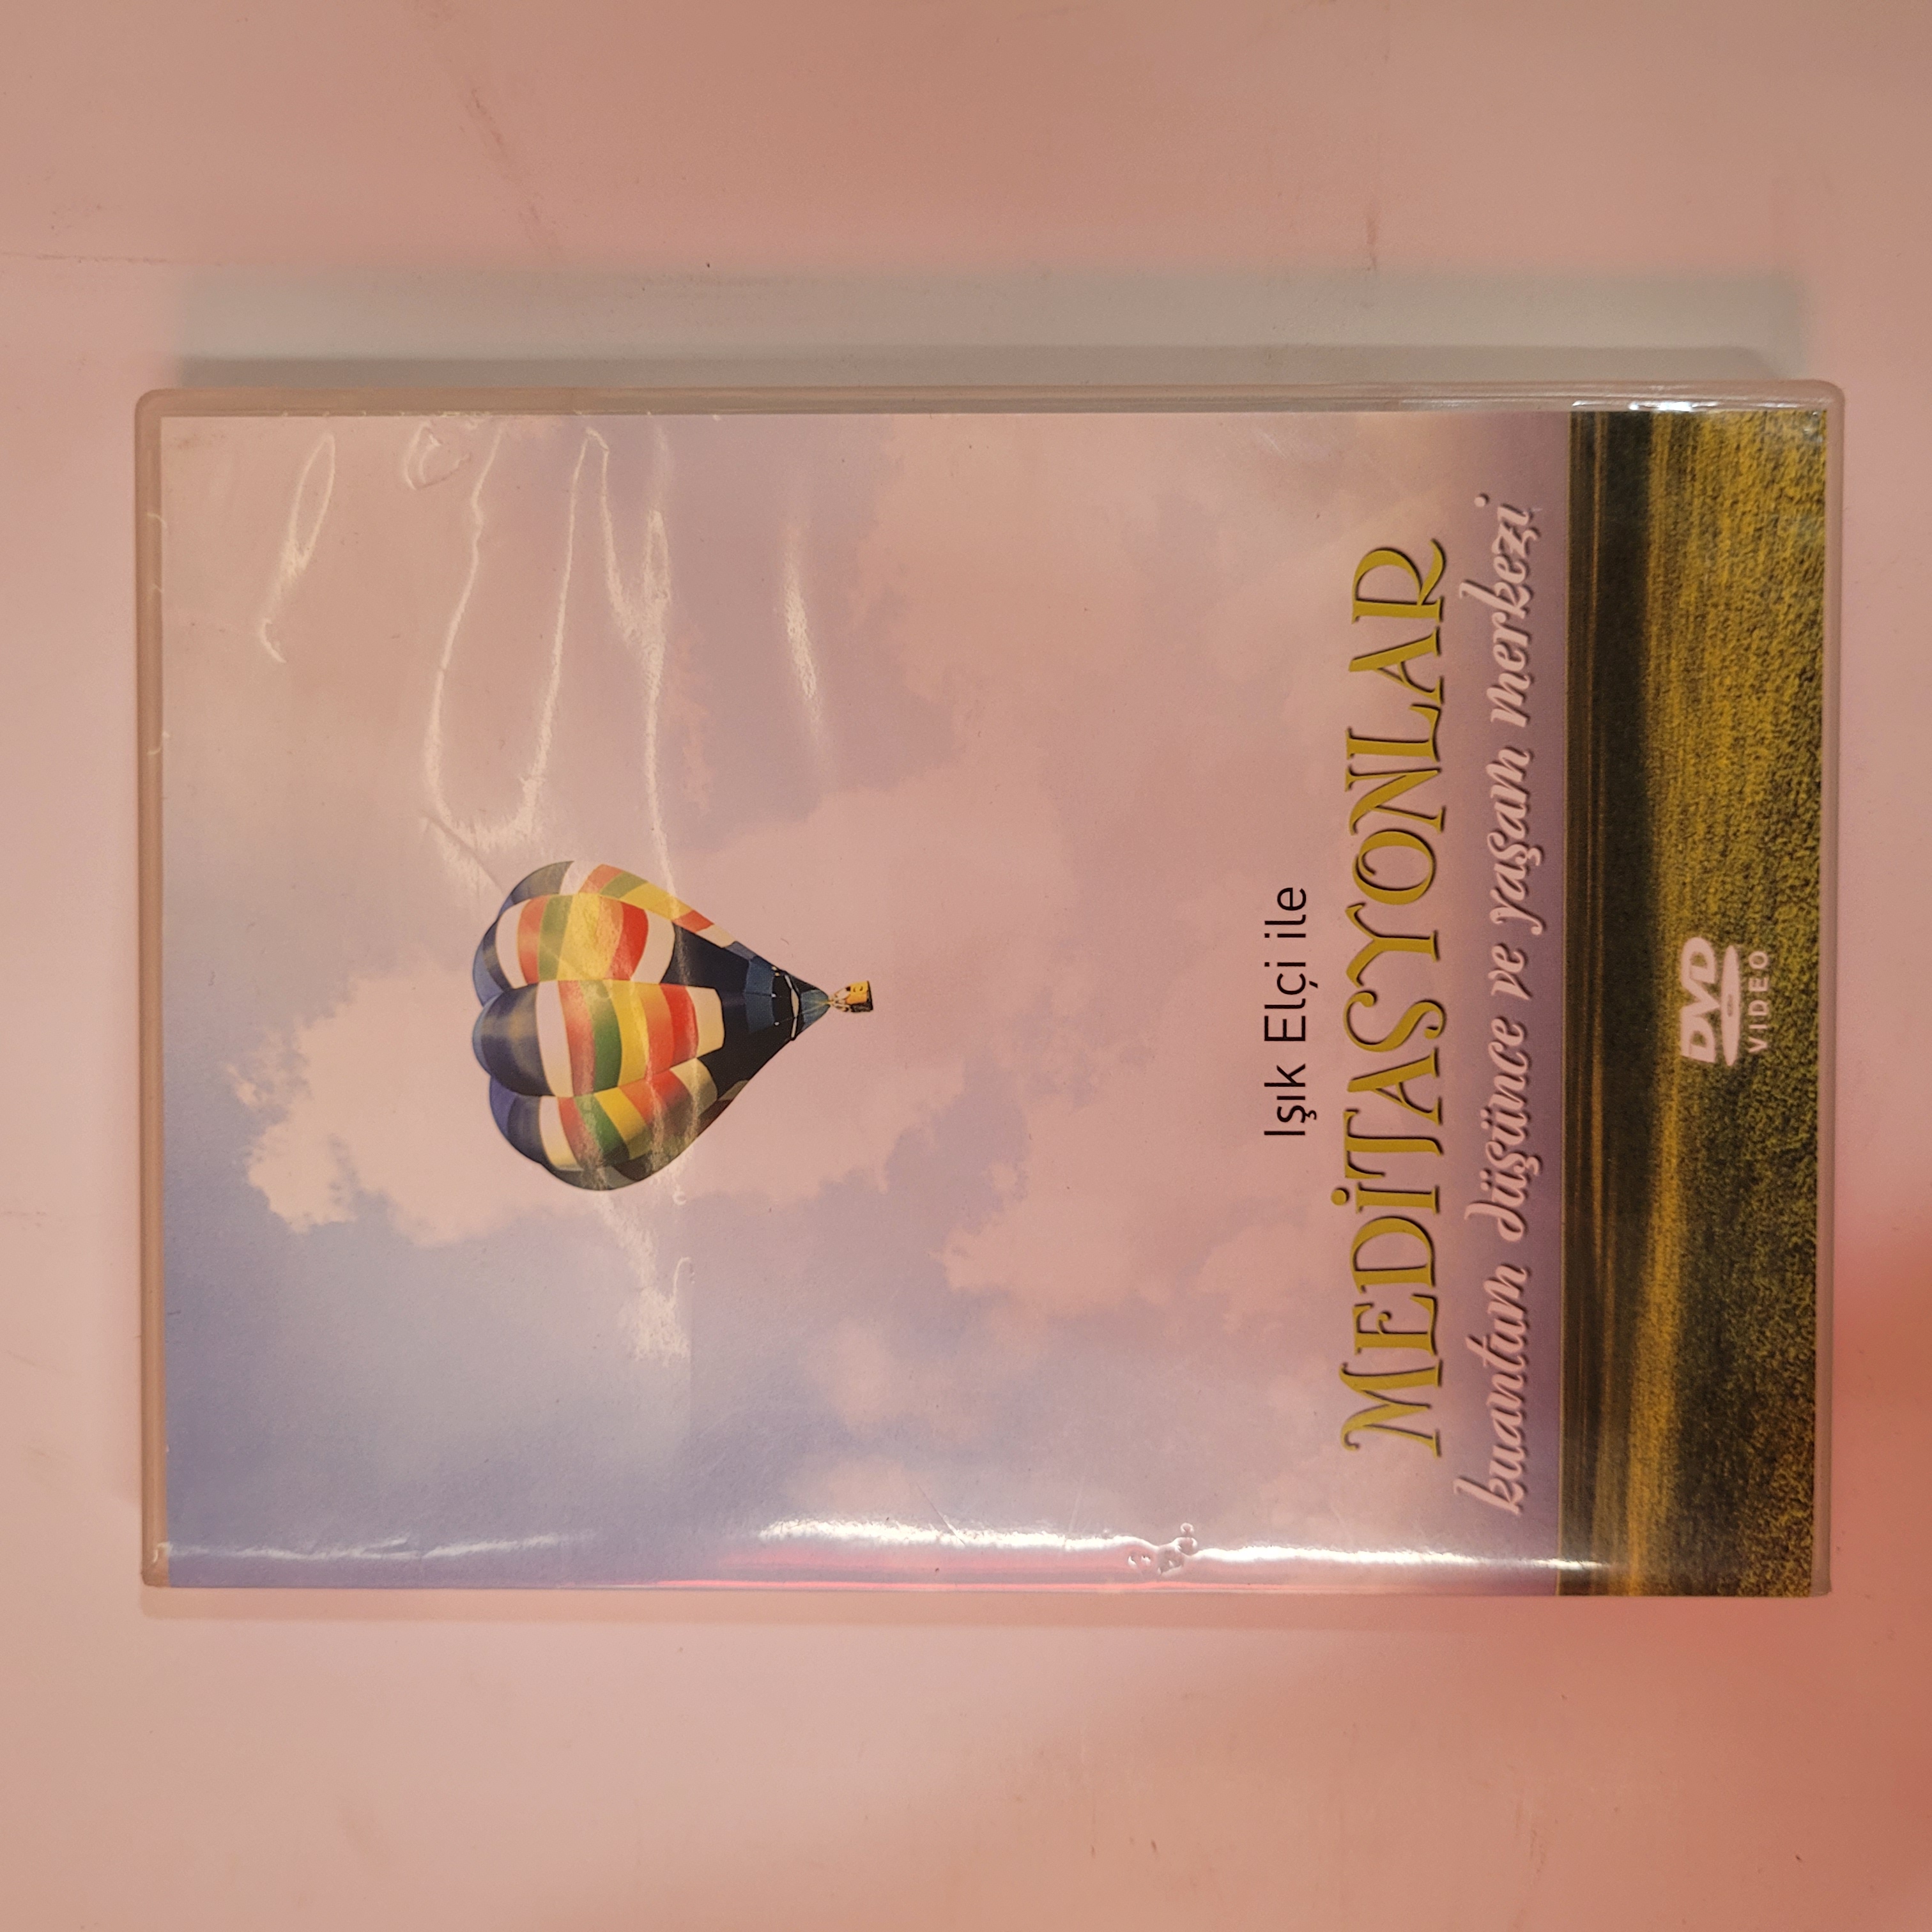 Işık Elçi ile
MEDİTASYONLAR
kuantum düşünce ve yaşam merkezi
DVD
VIDEO